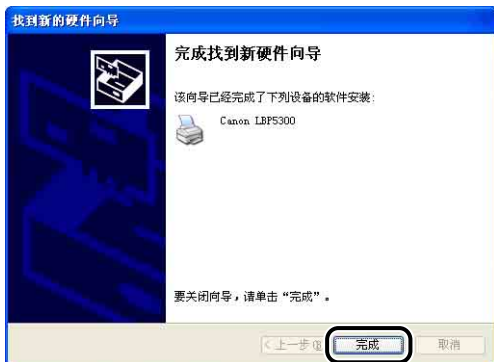 找到新的硬件向导
完成找到新硬件向导
该向导已经完成了下列设备的软件安装:
Canon LBP5300
要关闭向导，请单击“完成”。
<上一步(B) 完成 取消